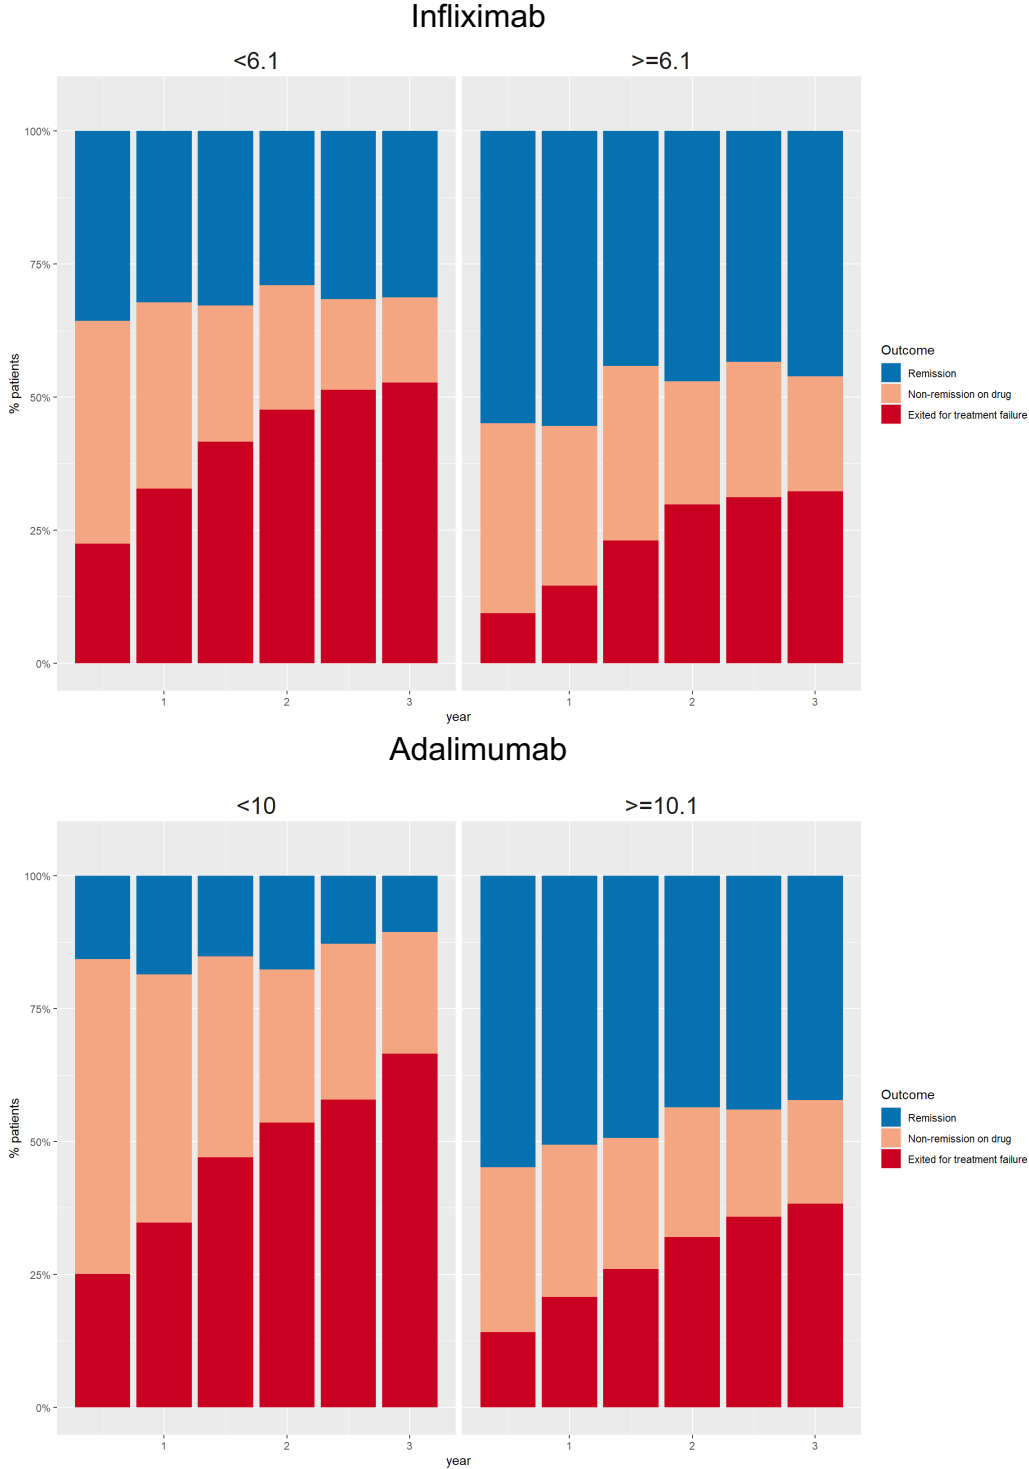 Infliximab
<6.1
>=6.1
100%
75%
50%
25%
0%
% patients
1
2
3
1
2
3
year
Outcome
Remission
Non-remission on drug
Exited for treatment failure
Adalimumab
<10
>=10.1
100%
75%
50%
25%
0%
% patients
1
2
3
1
2
3
year
Outcome
Remission
Non-remission on drug
Exited for treatment failure